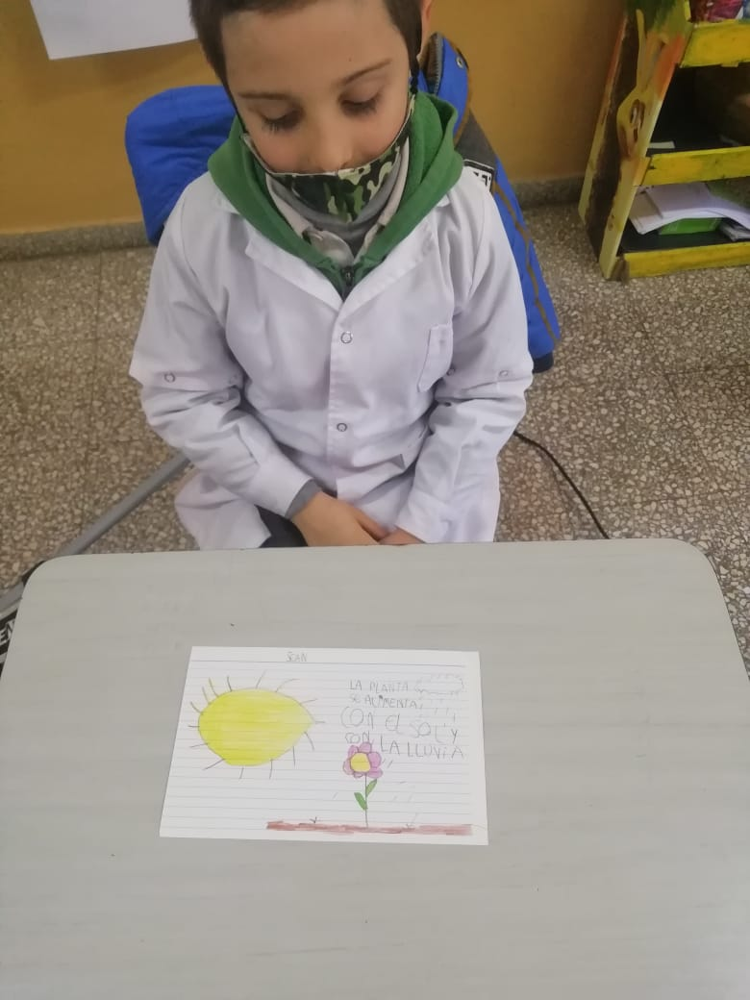 LA PLANTA
SE ALIMENTA
CON El SOL Y
CON LA LLUVIA